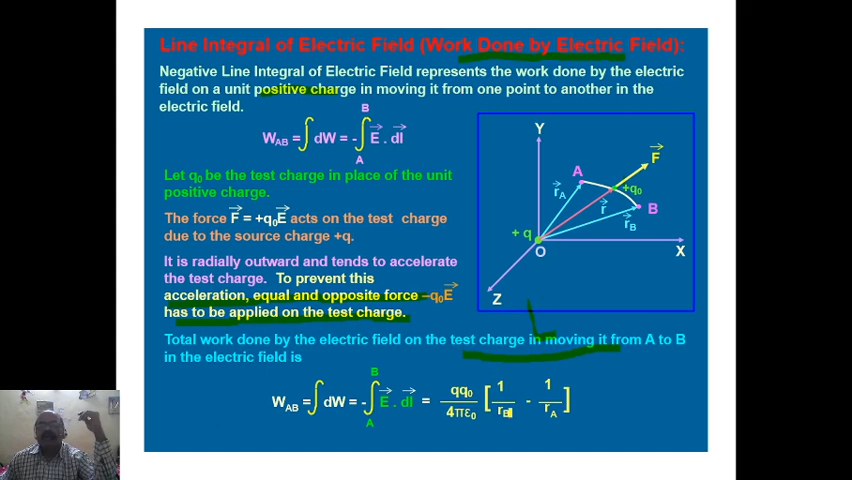 Line Integral of Electric Field (Work Done by Electric Field):
Negative Line Integral of Electric Field represents the work done by the electric
field on a unit positive charge in moving it from one point to another in the
electric field.
W_AB = ∫ dW = - ∫_A^B E⃗ . dl⃗
Let q₀ be the test charge in place of the unit
positive charge.
The force F⃗ = +q₀E⃗ acts on the test charge
due to the source charge +q.
It is radially outward and tends to accelerate
the test charge. To prevent this
acceleration, equal and opposite force –q₀E⃗
has to be applied on the test charge.
Total work done by the electric field on the test charge in moving it from A to B
in the electric field is
W_AB = ∫ dW = - ∫_A^B E⃗ . dl⃗ = qq₀/4πε₀ [ 1/r_B - 1/r_A ]
Y
F⃗
A
+q₀
r⃗_A
B
r⃗
r⃗_B
+ q
O
X
Z